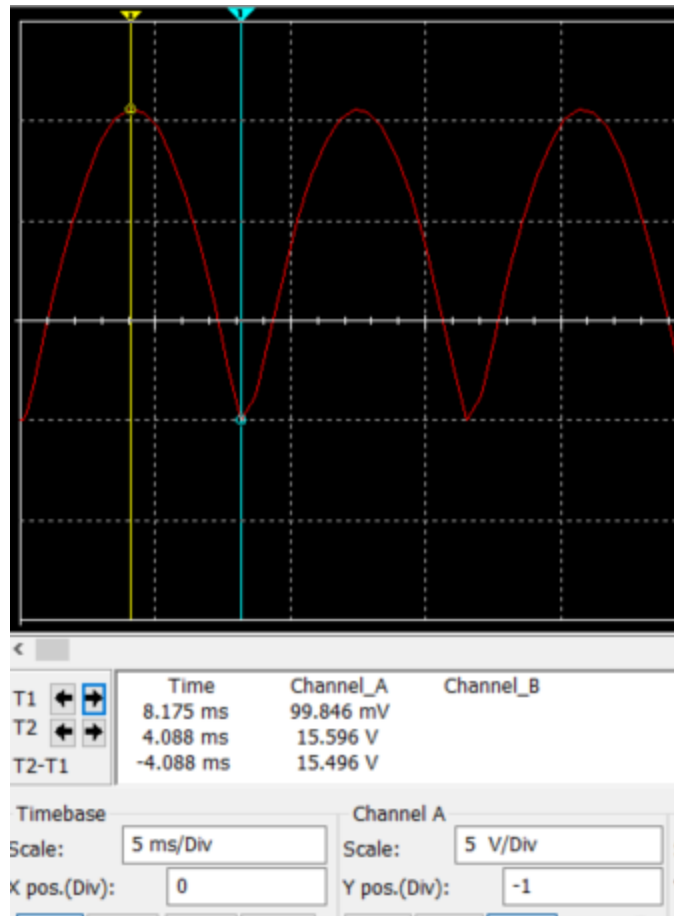 T1
T2
T2-T1
Time Channel_A Channel_B
8.175 ms 99.846 mV
4.088 ms 15.596 V
-4.088 ms 15.496 V
Timebase
Scale: 5 ms/Div
X pos.(Div): 0
Channel A
Scale: 5 V/Div
Y pos.(Div): -1